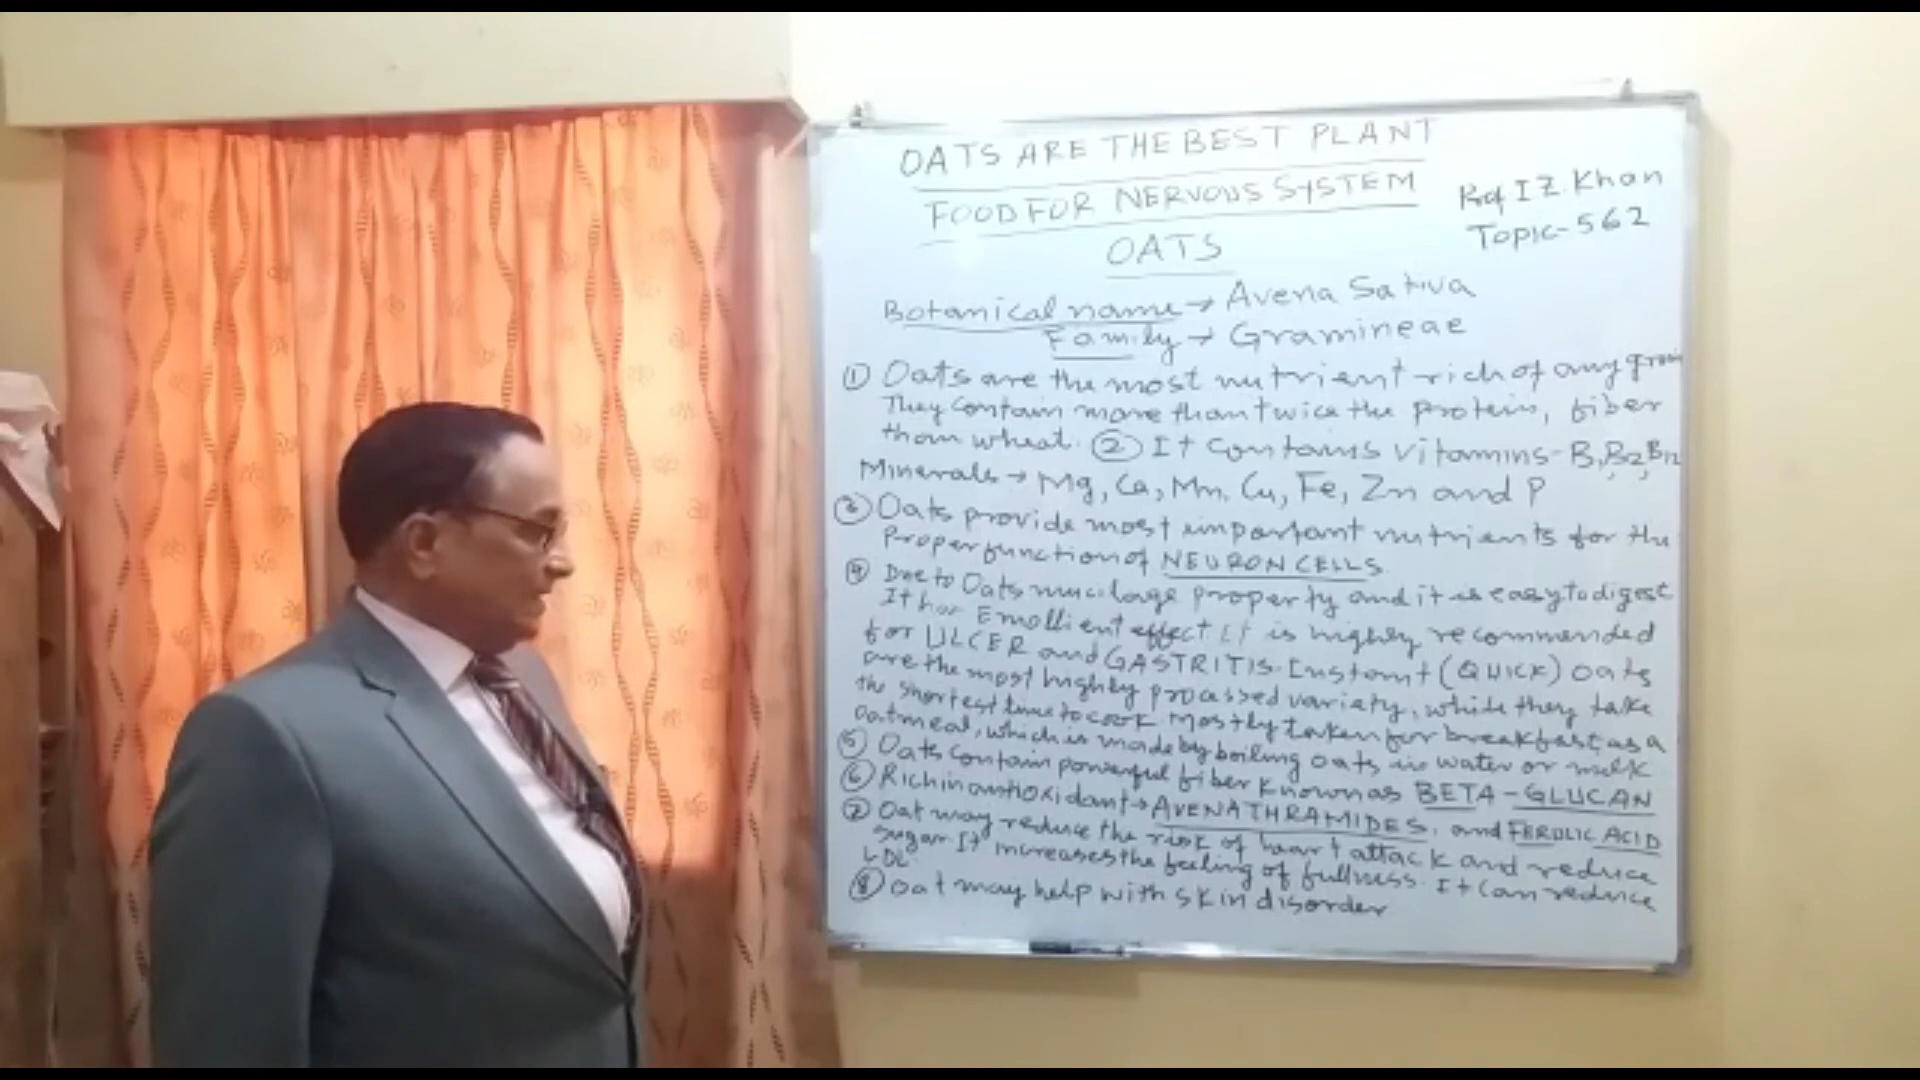 OATS ARE THE BEST PLANT
FOOD FOR NERVOUS SYSTEM
Prof I Z. Khan
Topic-562
OATS
Botanical name → Avena Sativa
Family → Gramineae
① Oats are the most nutrient rich of any grain
They contain more than twice the protein, fiber
than wheat. ② It contains vitamins - B1, B2, B12
Minerals → Mg, Ca, Mn, Cu, Fe, Zn and P
③ Oats provide most important nutrients for the
Proper function of NEURON CELLS.
④ Due to Oats mucilage property and it is easy to digest
It has Emollient effect It is highly recommended
for ULCER and GASTRITIS. Instant (QUICK) oats
are the most highly processed variety, while they take
the shortest time to cook. Mostly taken for breakfast, as a
oatmeal, which is made by boiling oats in water or milk
⑤ Oats contain powerful fiber known as BETA-GLUCAN
⑥ Rich in antioxidant → AVENATHRAMIDES. and FEROLIC ACID
⑦ Oat may reduce the risk of heart attack and reduce
sugar. It increases the feeling of fullness. It can reduce
LDL.
⑧ Oat may help with skin disorder